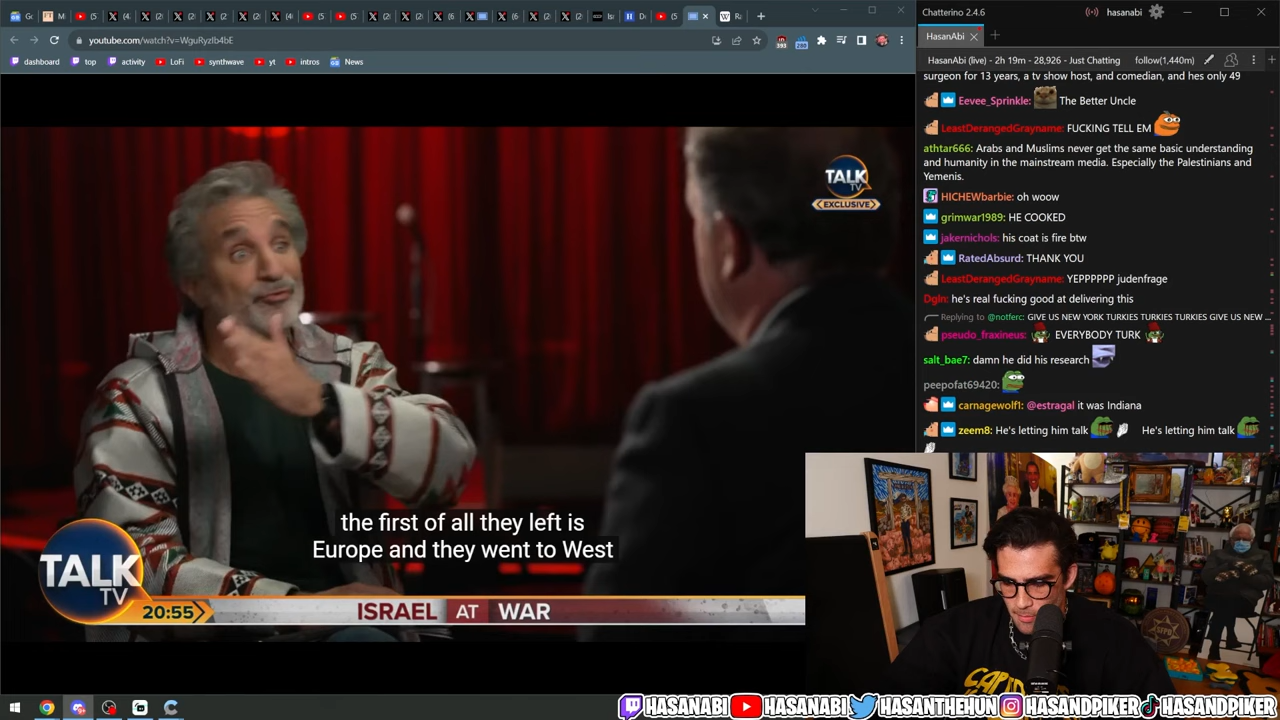 Chatterino 2.4.6
hasanabi
youtube.com/watch?v=WguRyzIb4bE
HasanAbi
dashboard
top
activity
LoFi
synthwave
yt
intros
News
HasanAbi (live) - 2h 19m - 28,926 - Just Chatting
follow(1,440m)
surgeon for 13 years, a tv show host, and comedian, and hes only 49
Eevee_Sprinkle: The Better Uncle
LeastDerangedGrayname: FUCKING TELL EM
athtar666: Arabs and Muslims never get the same basic understanding
and humanity in the mainstream media. Especially the Palestinians and
Yemenis.
HICHEWbarbie: oh woow
grimwar1989: HE COOKED
jakernichols: his coat is fire btw
RatedAbsurd: THANK YOU
LeastDerangedGrayname: YEPPPPPP judenfrage
Dgln: he's real fucking good at delivering this
Replying to @notferc: GIVE US NEW YORK TURKIES TURKIES TURKIES GIVE US NEW ...
pseudo_fraxineus: EVERYBODY TURK
salt_bae7: damn he did his research
peepofat69420:
carnagewolf1: @estragal it was Indiana
zeem8: He's letting him talk He's letting him talk
TALK
TV
EXCLUSIVE
the first of all they left is
Europe and they went to West
TALK
TV
20:55
ISRAEL AT WAR
HASANABI HASANABI HASANTHEHUN HASANDPIKER HASANDPIKER